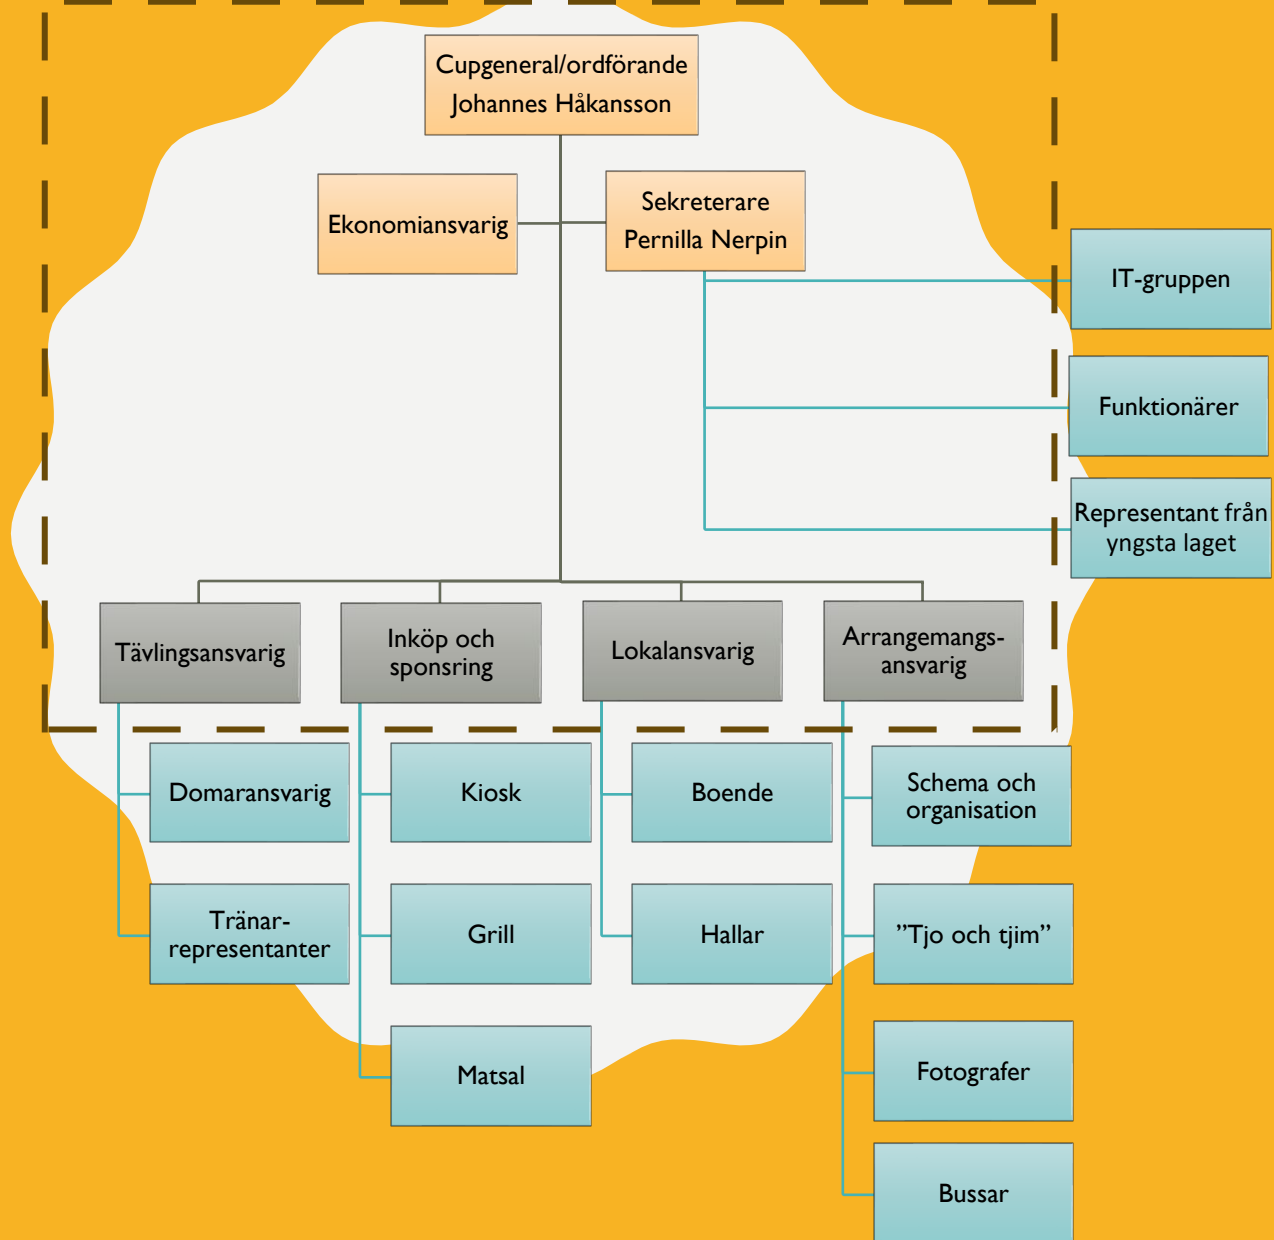 Cupgeneral/ordförande
Johannes Håkansson
Ekonomiansvarig
Sekreterare
Pernilla Nerpin
IT-gruppen
Funktionärer
Representant från
yngsta laget
Tävlingsansvarig
Inköp och
sponsring
Lokalansvarig
Arrangemangs-
ansvarig
Domaransvarig
Kiosk
Boende
Schema och
organisation
Tränar-
representanter
Grill
Hallar
”Tjo och tjim”
Matsal
Fotografer
Bussar